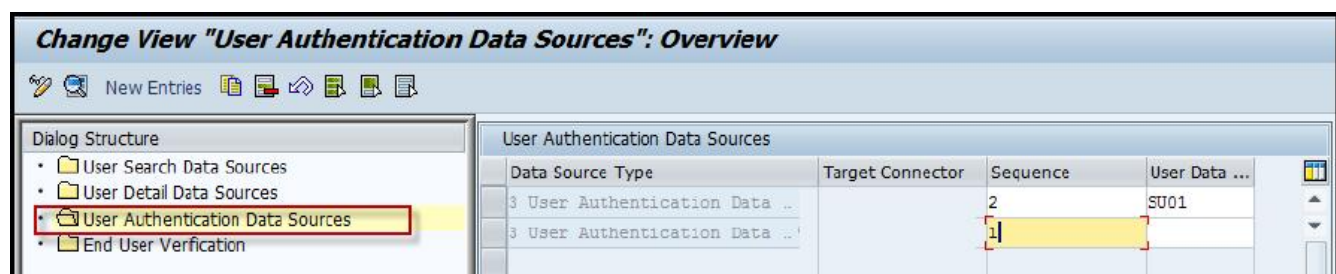 Change View "User Authentication Data Sources": Overview
New Entries
Dialog Structure
• User Search Data Sources
• User Detail Data Sources
• User Authentication Data Sources
• End User Verfication
User Authentication Data Sources
Data Source Type Target Connector Sequence User Data ...
3 User Authentication Data .. 2 SU01
3 User Authentication Data .. 1